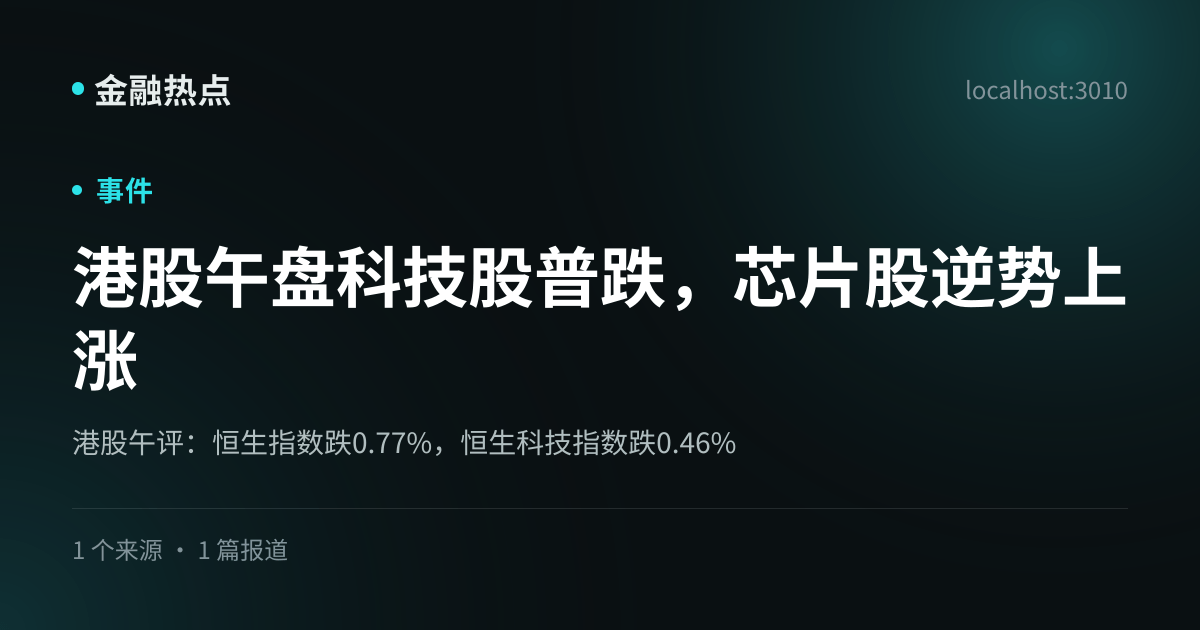 金融热点
localhost:3010
事件
港股午盘科技股普跌，芯片股逆势上
涨
港股午评：恒生指数跌0.77%，恒生科技指数跌0.46%
1 个来源 · 1 篇报道